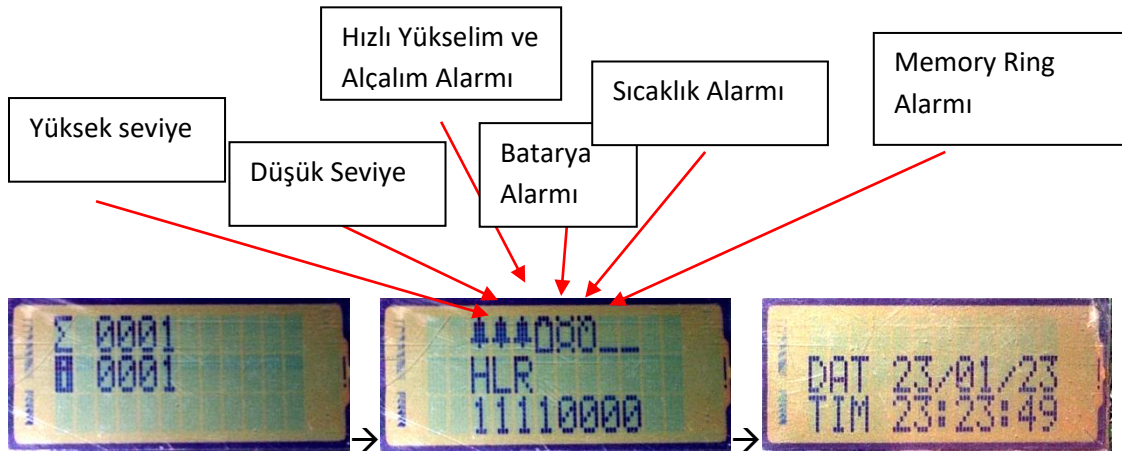 Hızlı Yükselim ve
Alçalım Alarmı
Memory Ring
Alarmı
Sıcaklık Alarmı
Yüksek seviye
Batarya
Alarmı
Düşük Seviye
Σ 0001
0001
HLR
11110000
DAT 23/01/23
TIM 23:23:49